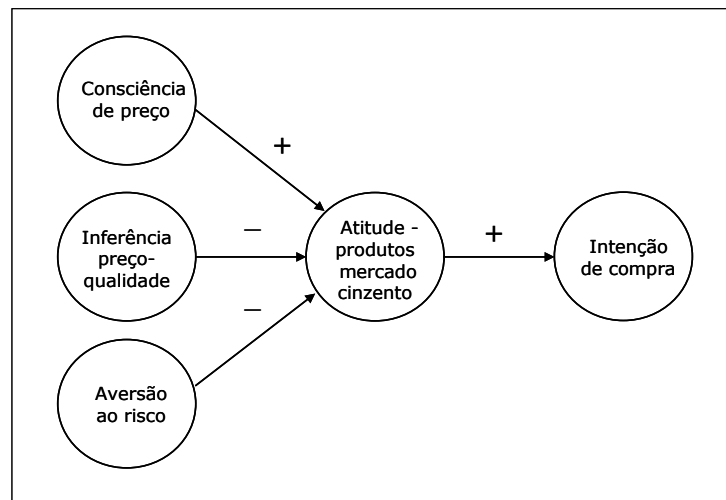 Consciência
de preço
+
Inferência
preço-
qualidade
–
Atitude -
produtos
mercado
cinzento
+
Intenção
de compra
–
Aversão
ao risco